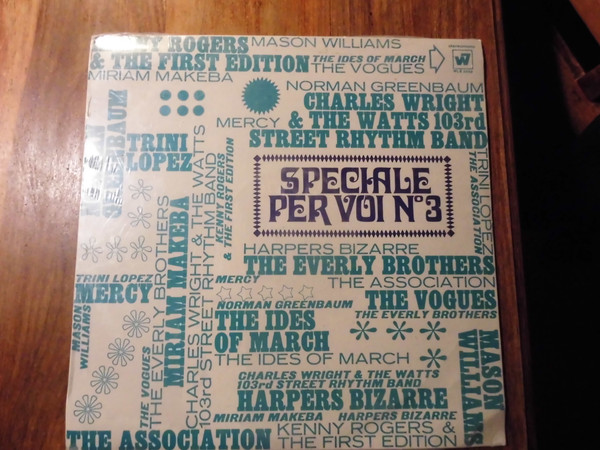 ROGERS
& THE FIRST EDITION
MASON WILLIAMS
THE IDES OF MARCH
THE VOGUES
MIRIAM MAKEBA
NORMAN GREENBAUM
CHARLES WRIGHT
& THE WATTS 103rd
STREET RHYTHM BAND
MERCY
TRINI
LOPEZ
GREENBAUM
KENNY ROGERS
& THE FIRST EDITION
TRINI LOPEZ
THE ASSOCIATION
SPECIALE
PER VOI Nº3
HARPERS BIZARRE
THE EVERLY BROTHERS
THE ASSOCIATION
TRINI LOPEZ
MERCY
MASON
WILLIAMS
THE VOGUES
THE EVERLY BROTHERS
MIRIAM MAKEBA
CHARLES WRIGHT & THE WATTS
103rd STREET RHYTHM BAND
MERCY
NORMAN GREENBAUM
THE VOGUES
THE EVERLY BROTHERS
THE IDES
OF MARCH
THE IDES OF MARCH
MASON
WILLIAMS
CHARLES WRIGHT & THE WATTS
103rd STREET RHYTHM BAND
HARPERS BIZARRE
MIRIAM MAKEBA
HARPERS BIZARRE
THE ASSOCIATION
KENNY ROGERS &
THE FIRST EDITION